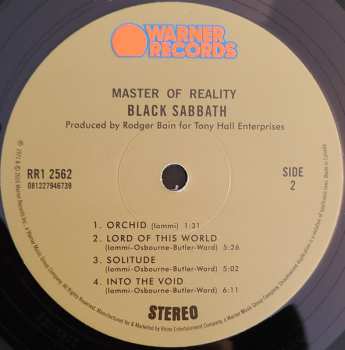 WARNER
RECORDS
MASTER OF REALITY
BLACK SABBATH
Produced by Rodger Bain for Tony Hall Enterprises
RR1 2562
081227946739
SIDE
2
1. ORCHID (Iommi) 1:31
2. LORD OF THIS WORLD
(Iommi-Osbourne-Butler-Ward) 5:26
3. SOLITUDE
(Iommi-Osbourne-Butler-Ward) 5:02
4. INTO THE VOID
(Iommi-Osbourne-Butler-Ward) 6:11
STEREO